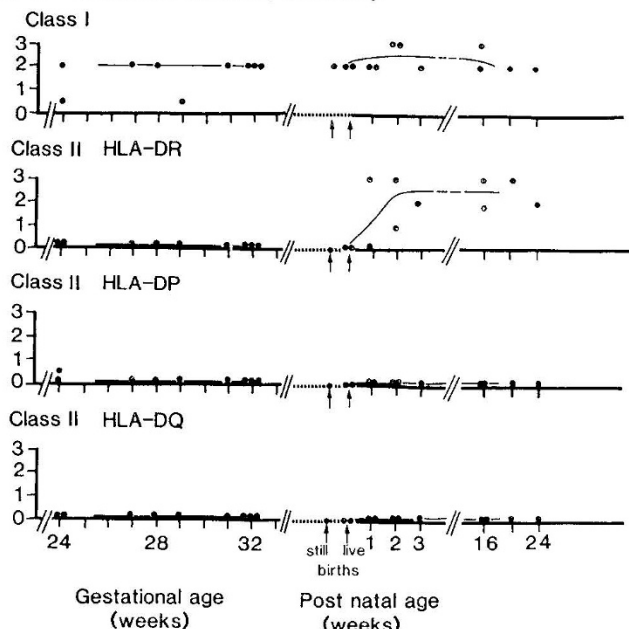 Class I
3
2
1
0
Class II HLA-DR
3
2
1
0
Class II HLA-DP
3
2
1
0
Class II HLA-DQ
3
2
1
0
24 28 32 still live 1 2 3 16 24
births
Gestational age Post natal age
(weeks) (weeks)